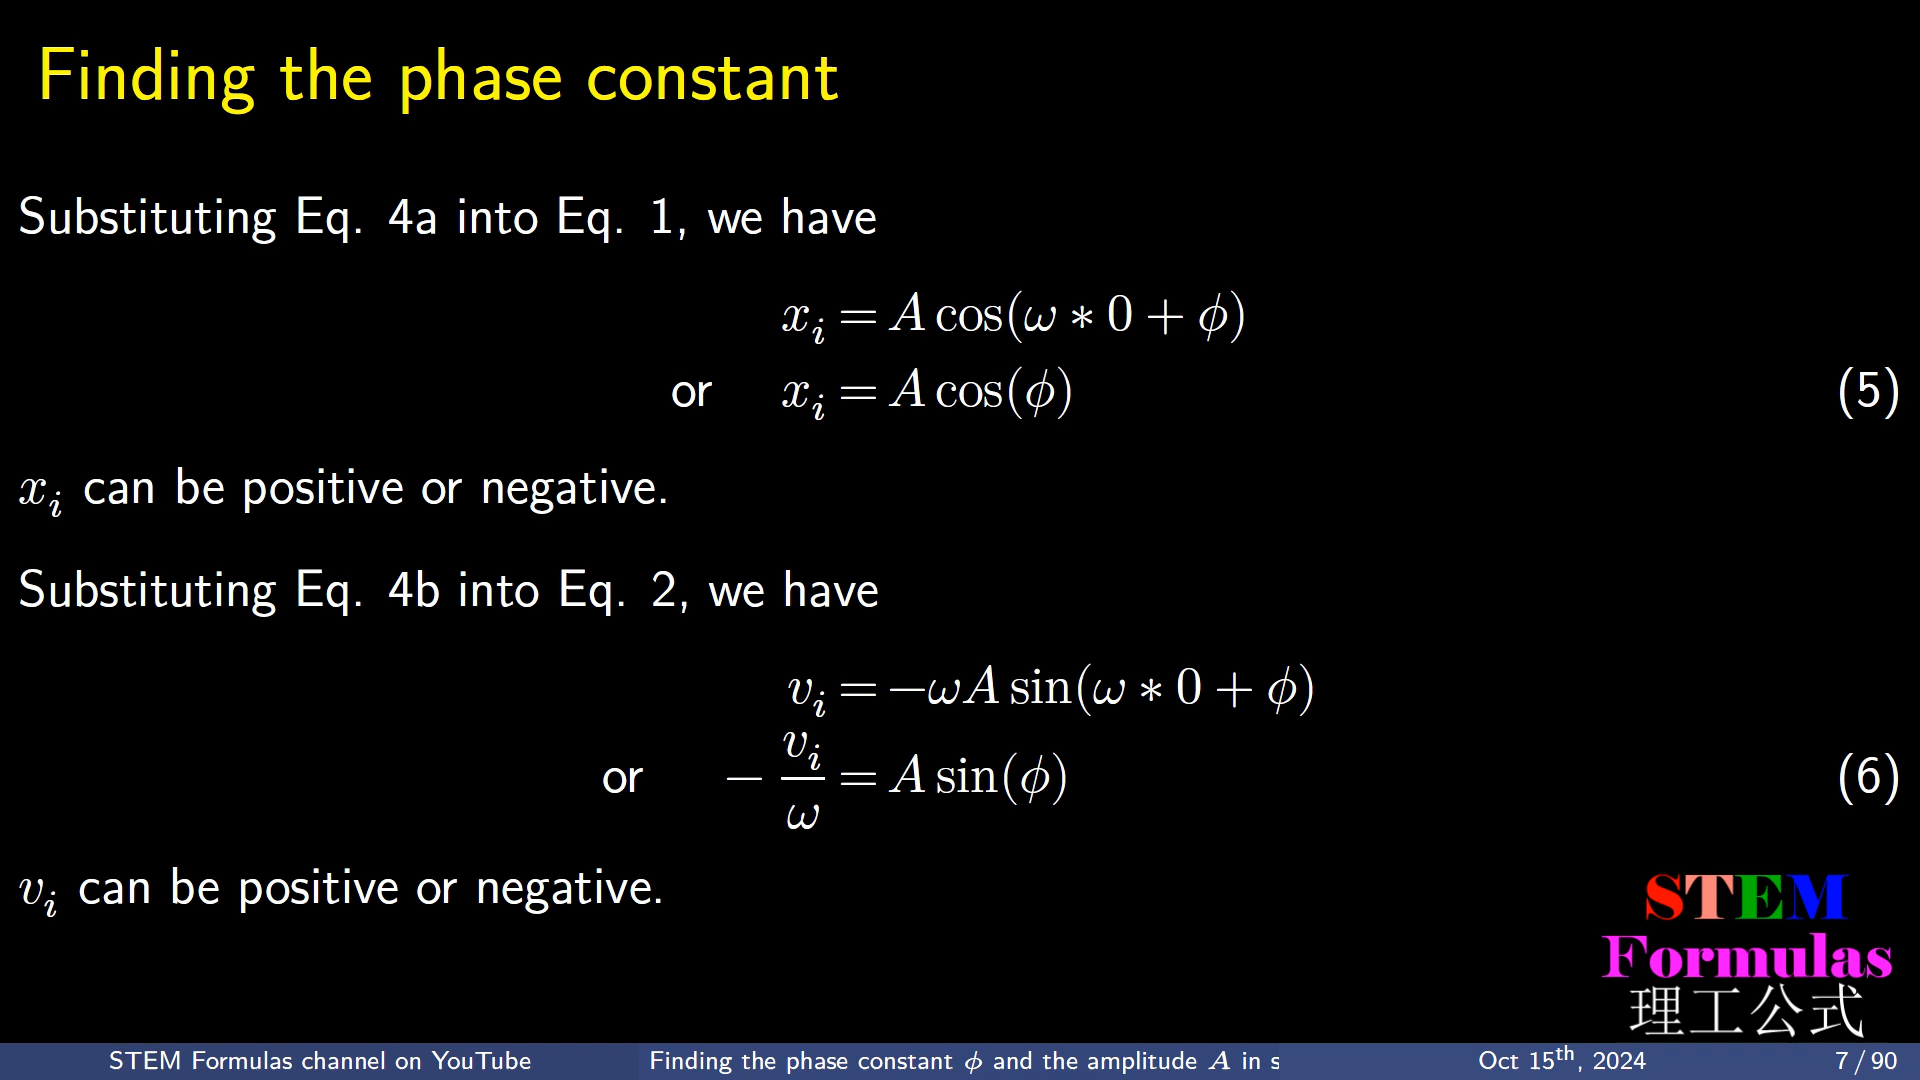 Finding the phase constant
Substituting Eq. 4a into Eq. 1, we have
x_i = A cos(ω * 0 + ϕ)
or x_i = A cos(ϕ) (5)
x_i can be positive or negative.
Substituting Eq. 4b into Eq. 2, we have
v_i = −ωA sin(ω * 0 + ϕ)
or − v_i/ω = A sin(ϕ) (6)
v_i can be positive or negative.
STEM
Formulas
理工公式
STEM Formulas channel on YouTube Finding the phase constant ϕ and the amplitude A in s Oct 15th, 2024 7 / 90